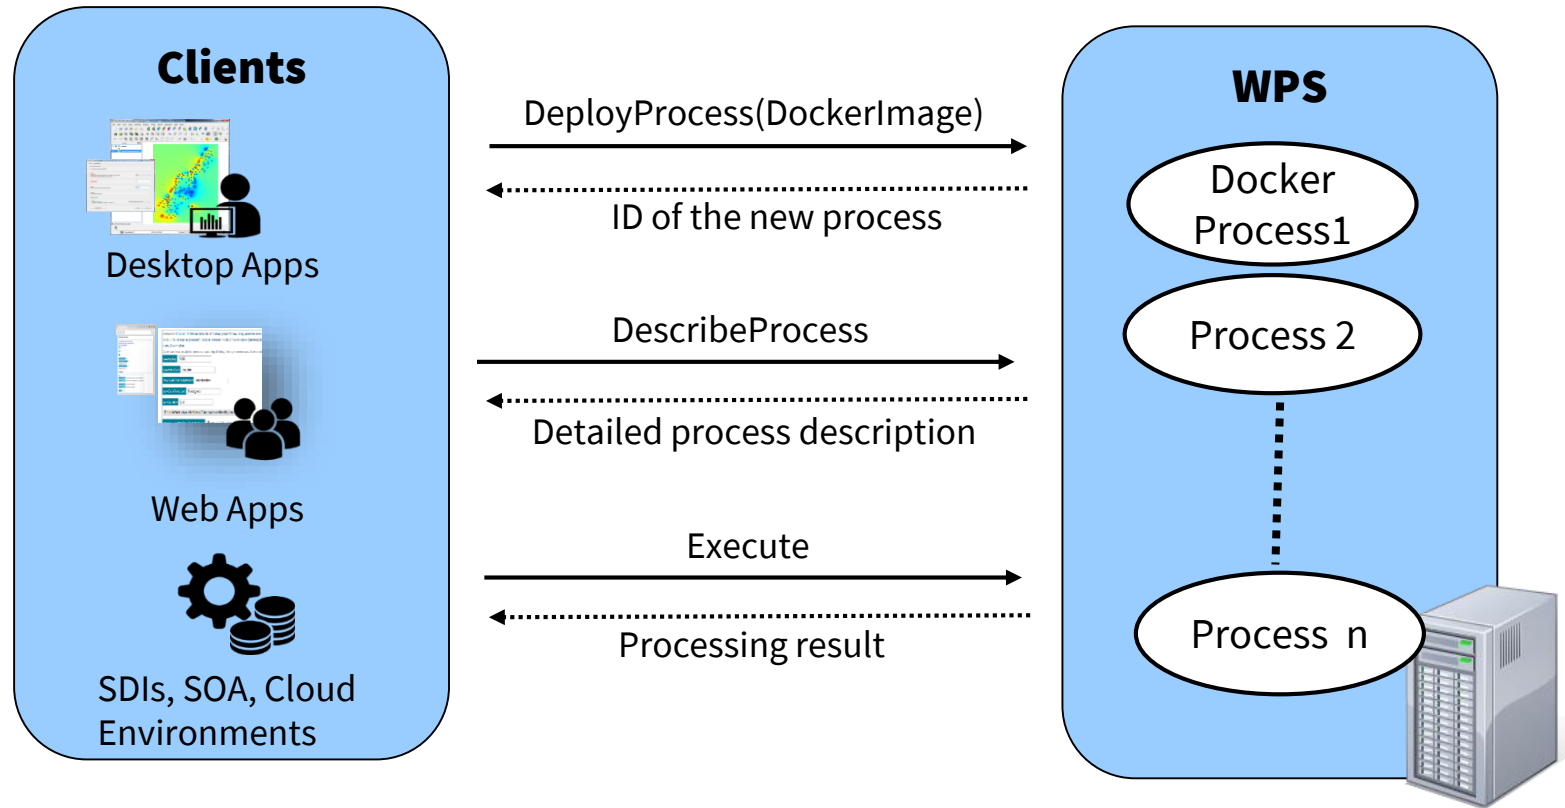 Clients
Desktop Apps
Web Apps
SDIs, SOA, Cloud
Environments
DeployProcess(DockerImage)
ID of the new process
DescribeProcess
Detailed process description
Execute
Processing result
WPS
Docker
Process1
Process 2
Process n